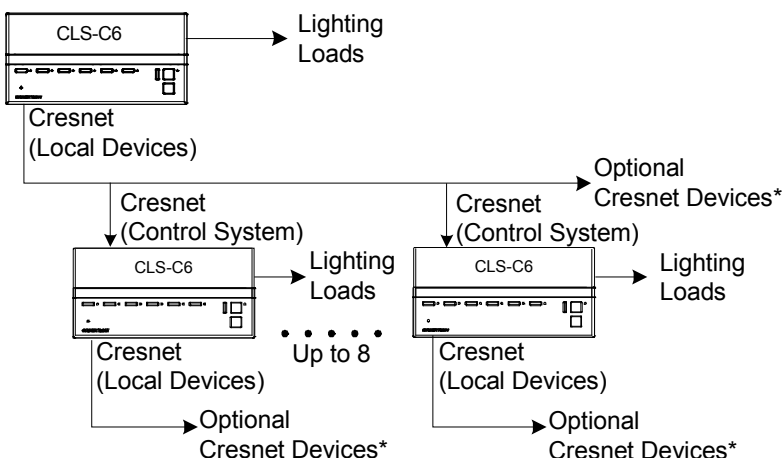 CLS-C6
Lighting
Loads
Cresnet
(Local Devices)
Optional
Cresnet Devices*
Cresnet
(Control System)
Cresnet
(Control System)
CLS-C6
Lighting
Loads
CLS-C6
Lighting
Loads
Up to 8
Cresnet
(Local Devices)
Cresnet
(Local Devices)
Optional
Cresnet Devices*
Optional
Cresnet Devices*